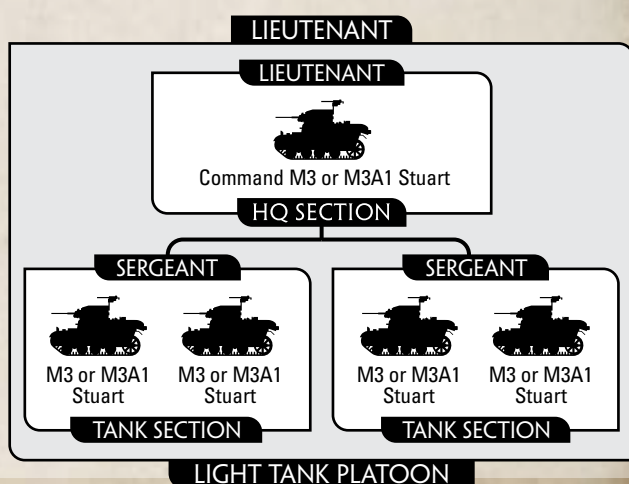 LIEUTENANT
LIEUTENANT
Command M3 or M3A1 Stuart
HQ SECTION
SERGEANT
M3 or M3A1
Stuart
M3 or M3A1
Stuart
TANK SECTION
SERGEANT
M3 or M3A1
Stuart
M3 or M3A1
Stuart
TANK SECTION
LIGHT TANK PLATOON